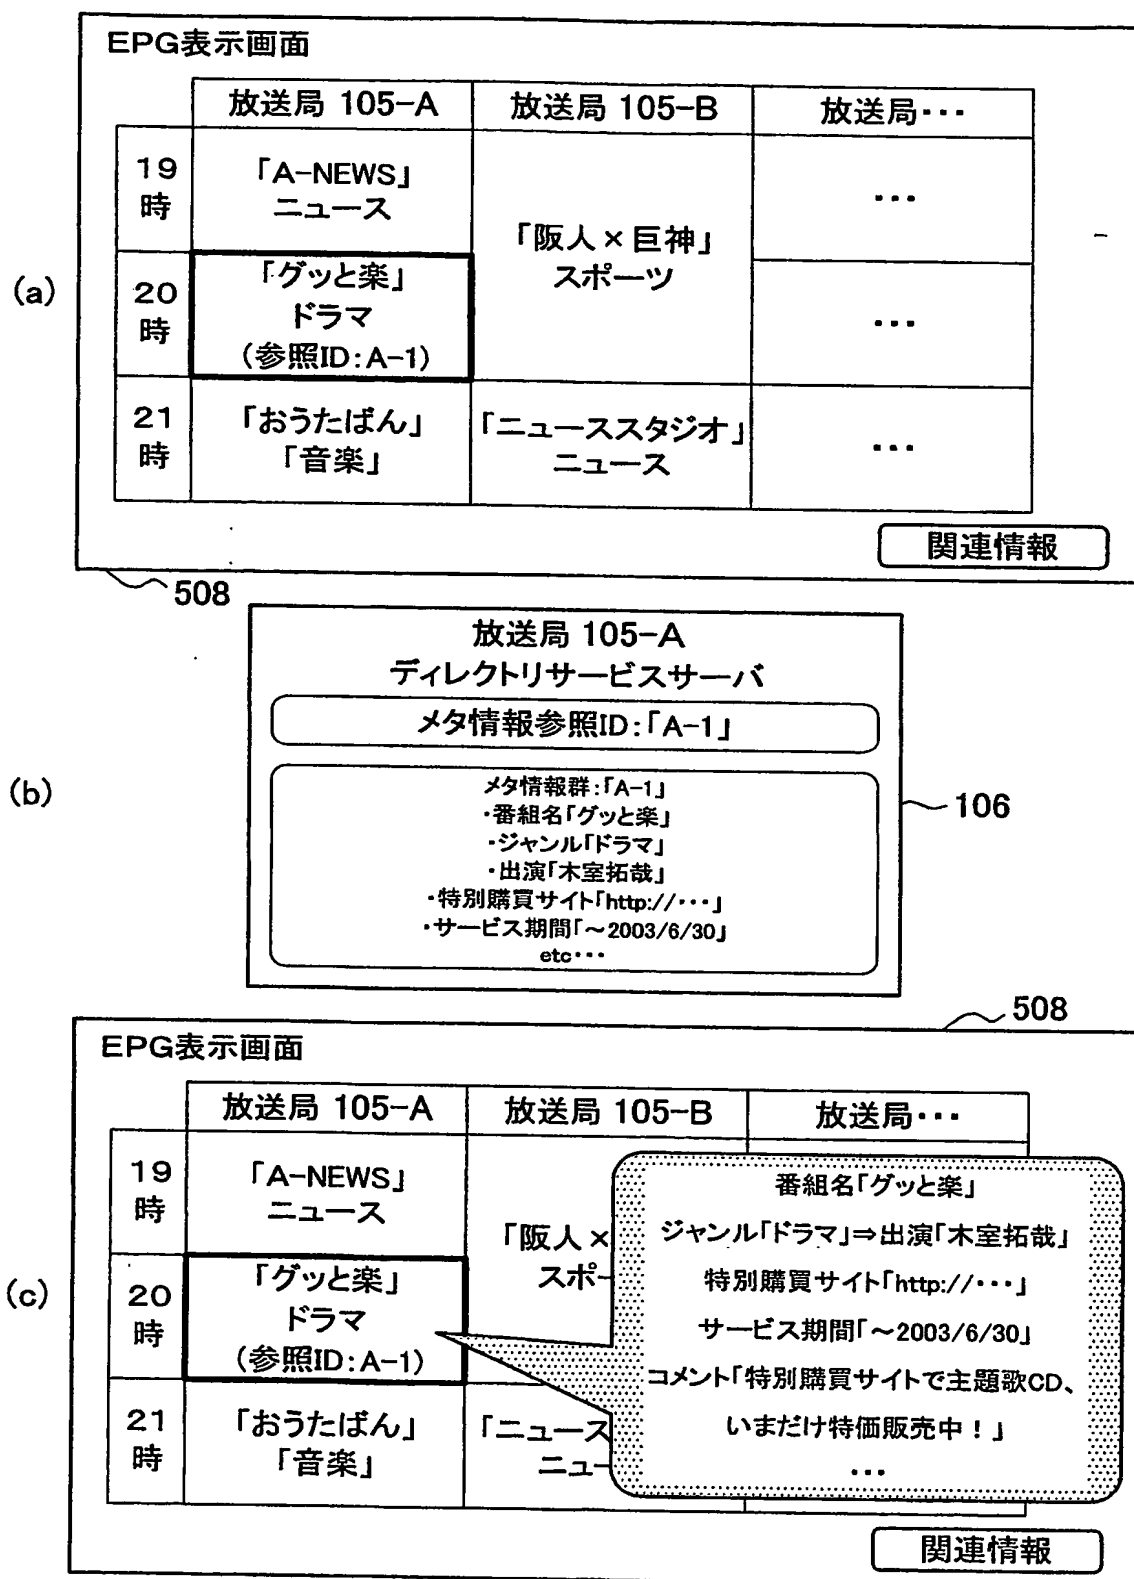 EPG表示画面
放送局 105-A
放送局 105-B
放送局・・・
19
時
「A-NEWS」
ニュース
「阪人×巨神」
スポーツ
・・・
(a)
20
時
「グッと楽」
ドラマ
(参照ID:A-1)
・・・
21
時
「おうたばん」
「音楽」
「ニューススタジオ」
ニュース
・・・
関連情報
508
放送局 105-A
ディレクトリサービスサーバ
メタ情報参照ID:「A-1」
(b)
メタ情報群:「A-1」
・番組名「グッと楽」
・ジャンル「ドラマ」
・出演「木室拓哉」
・特別購買サイト「http://・・・」
・サービス期間「~2003/6/30」
etc・・・
106
508
EPG表示画面
放送局 105-A
放送局 105-B
放送局・・・
19
時
「A-NEWS」
ニュース
「阪人×
スポー
(c)
20
時
「グッと楽」
ドラマ
(参照ID:A-1)
21
時
「おうたばん」
「音楽」
「ニュース
ニュー
番組名「グッと楽」
ジャンル「ドラマ」⇒出演「木室拓哉」
特別購買サイト「http://・・・」
サービス期間「~2003/6/30」
コメント「特別購買サイトで主題歌CD、
いまだけ特価販売中!」
・・・
関連情報